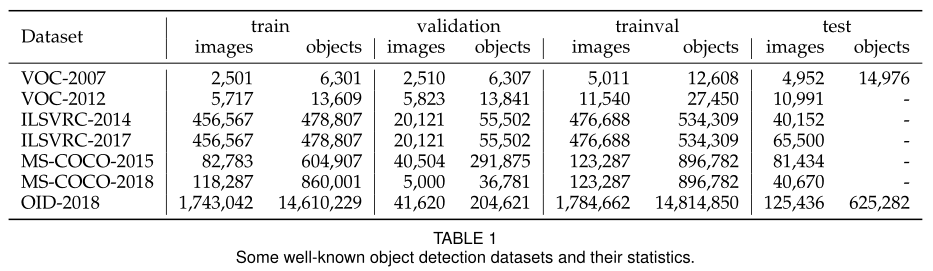 Dataset train validation trainval test
images objects images objects images objects images objects
VOC-2007 2,501 6,301 2,510 6,307 5,011 12,608 4,952 14,976
VOC-2012 5,717 13,609 5,823 13,841 11,540 27,450 10,991 -
ILSVRC-2014 456,567 478,807 20,121 55,502 476,688 534,309 40,152 -
ILSVRC-2017 456,567 478,807 20,121 55,502 476,688 534,309 65,500 -
MS-COCO-2015 82,783 604,907 40,504 291,875 123,287 896,782 81,434 -
MS-COCO-2018 118,287 860,001 5,000 36,781 123,287 896,782 40,670 -
OID-2018 1,743,042 14,610,229 41,620 204,621 1,784,662 14,814,850 125,436 625,282
TABLE 1
Some well-known object detection datasets and their statistics.